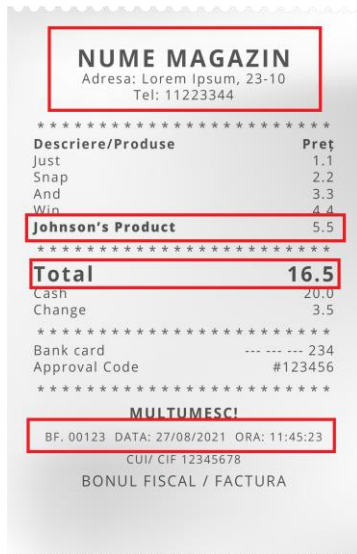 NUME MAGAZIN
Adresa: Lorem Ipsum, 23-10
Tel: 11223344
* * * * * * * * * * * * * * * * * * * * * * * *
Descriere/Produse Preț
Just 1.1
Snap 2.2
And 3.3
Win 4.4
Johnson's Product 5.5
* * * * * * * * * * * * * * * * * * * * * * * *
Total 16.5
Cash 20.0
Change 3.5
* * * * * * * * * * * * * * * * * * * * * * * *
Bank card --- --- --- 234
Approval Code #123456
* * * * * * * * * * * * * * * * * * * * * * * *
MULTUMESC!
BF. 00123 DATA: 27/08/2021 ORA: 11:45:23
CUI/ CIF 12345678
BONUL FISCAL / FACTURA